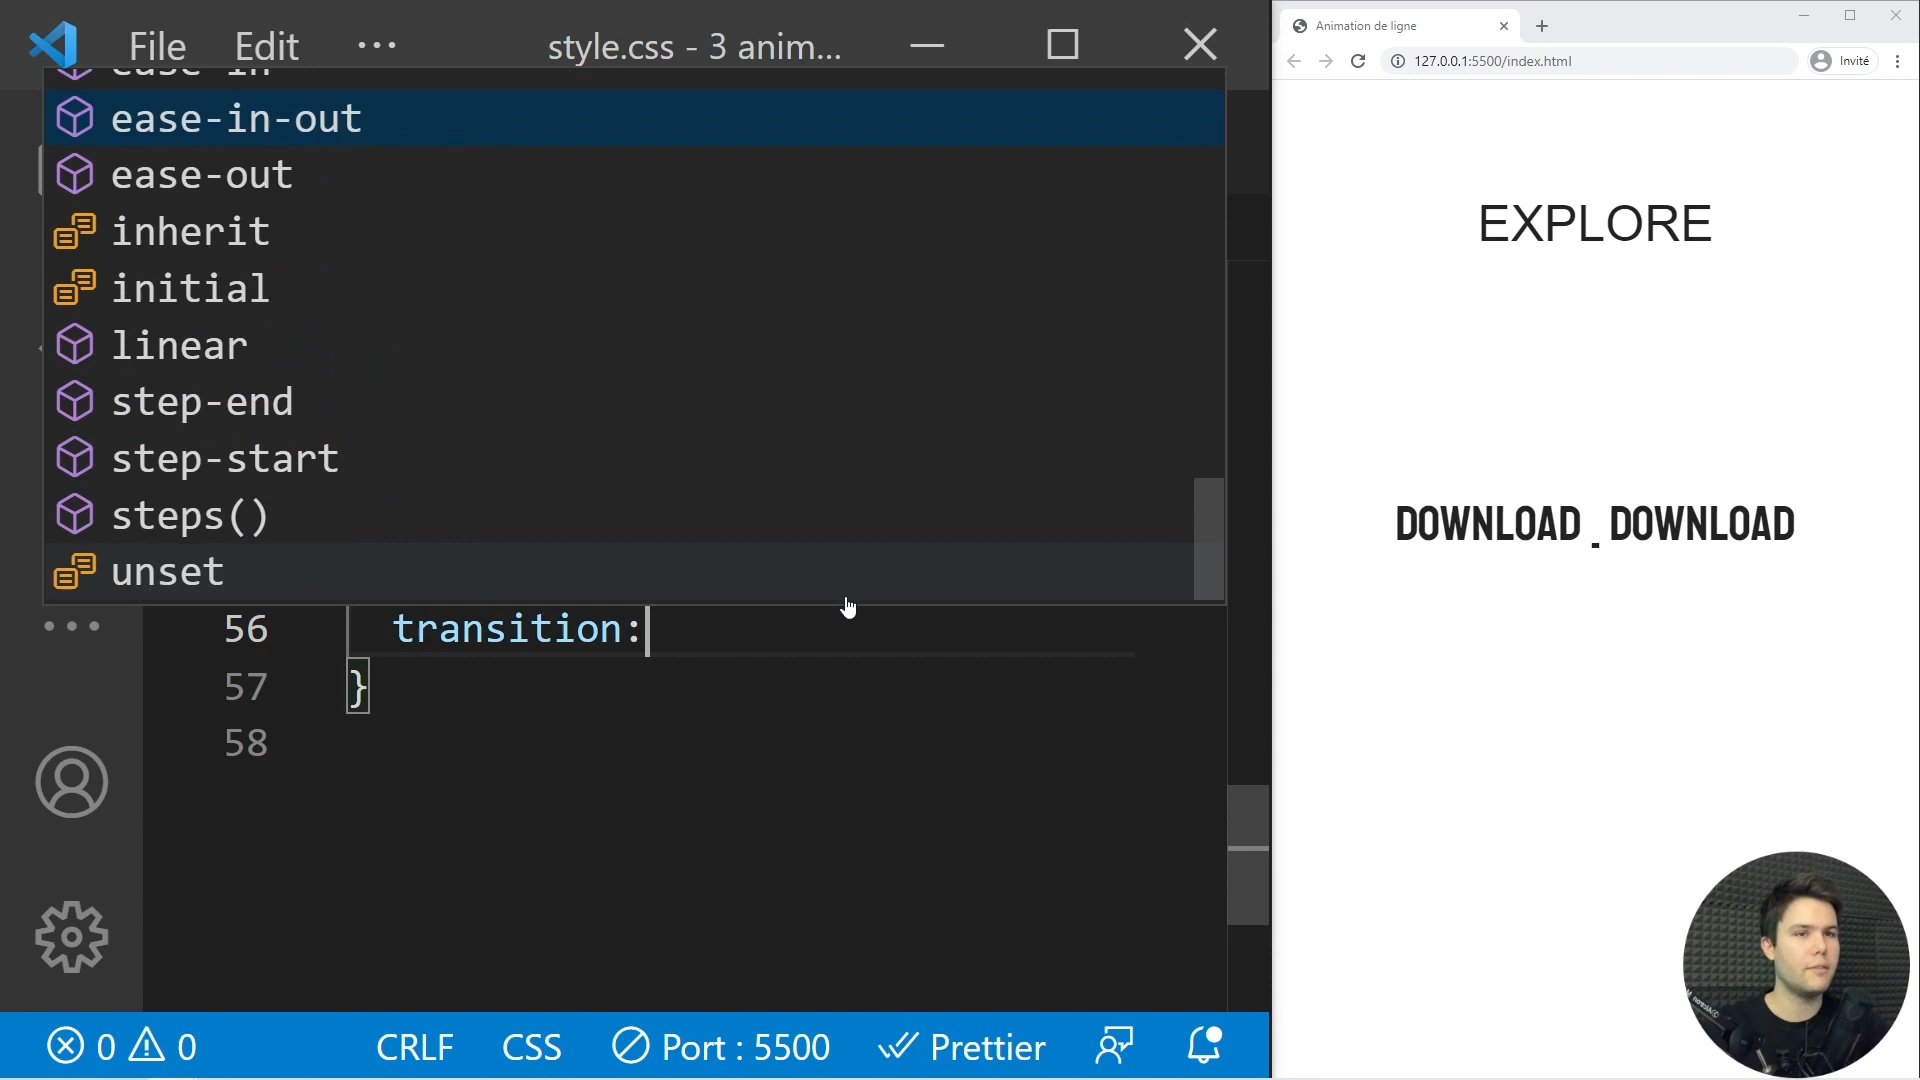 File Edit ··· style.css - 3 anim...
ease-in
ease-in-out
ease-out
inherit
initial
linear
step-end
step-start
steps()
unset
56 transition:
57 }
58
0 0 CRLF CSS Port : 5500 Prettier
Animation de ligne
127.0.0.1:5500/index.html Invité
EXPLORE
DOWNLOAD . DOWNLOAD